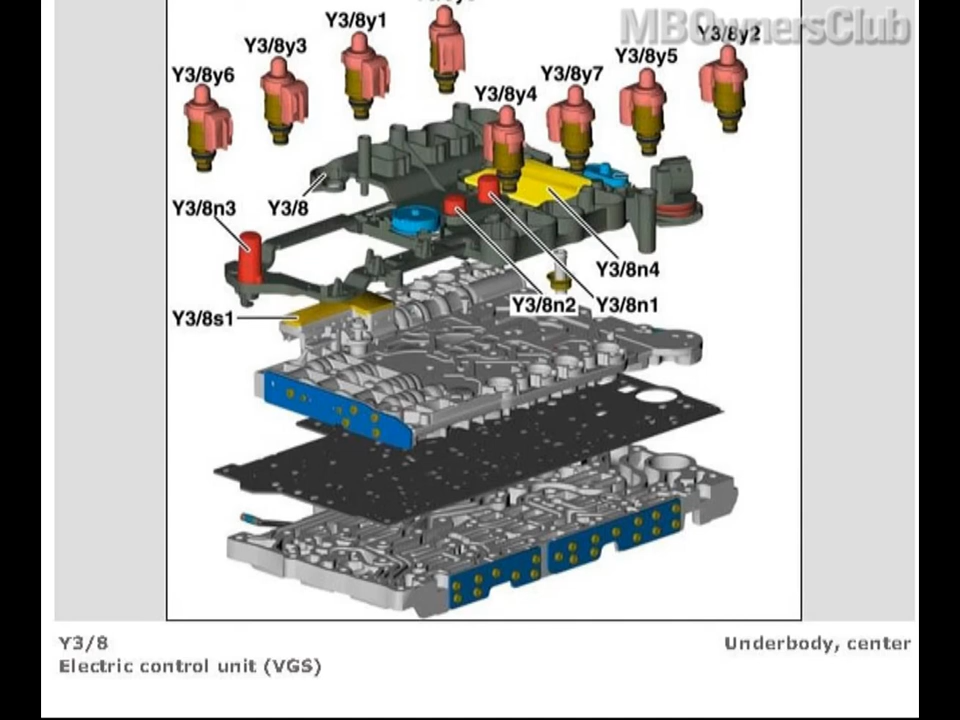 Y3/8y1
MBOwnersClub
Y3/8y2
Y3/8y3
Y3/8y5
Y3/8y6
Y3/8y7
Y3/8y4
Y3/8n3
Y3/8
Y3/8n4
Y3/8n2
Y3/8n1
Y3/8s1
Y3/8
Underbody, center
Electric control unit (VGS)